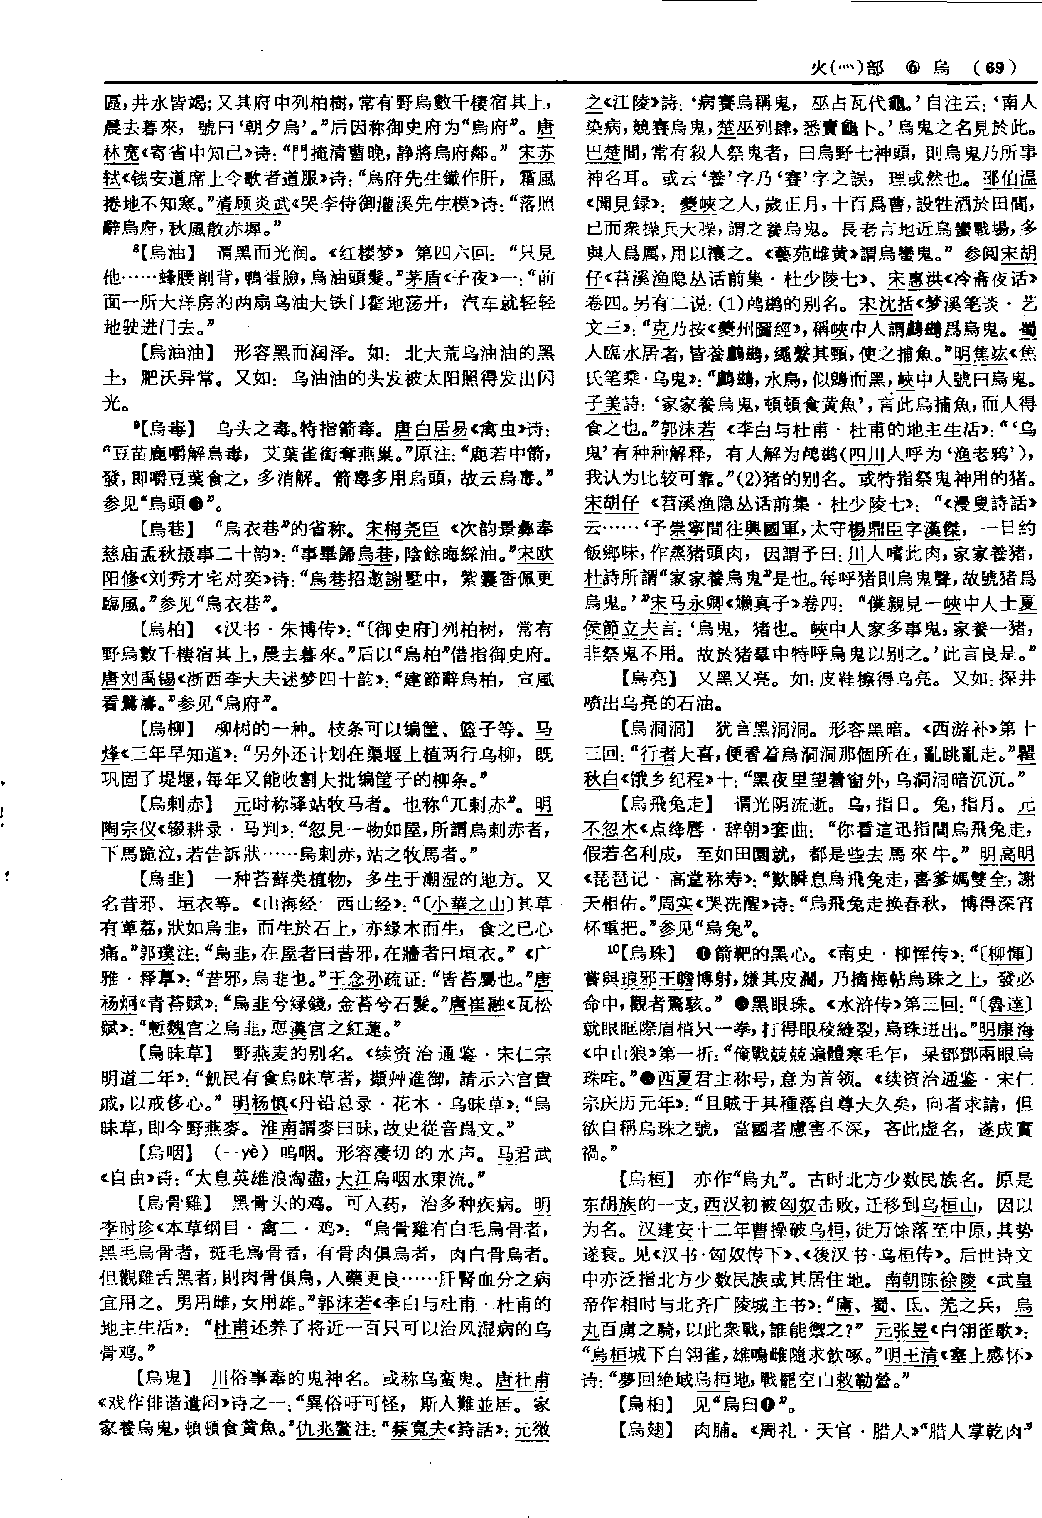 火(灬)部 ⑥ 烏 (69)
區，井水皆竭；又其府中列柏樹，常有野烏數千棲宿其上，
晨去暮來，號曰‘朝夕烏’。”后因称御史府为“烏府”。唐
林宽《寄省中知己》诗：“門掩清曹晚，静將烏府鄰。”宋苏
轼《钱安道席上令歌者道服》诗：“烏府先生鐵作肝，霜風
捲地不知寒。”清顾炎武《哭李侍御灌溪先生模》诗：“落照
辭烏府，秋風散赤墀。”
8【烏油】 谓黑而光润。《红楼梦》第四六回：“只見
他……蜂腰削背，鴨蛋臉，烏油頭髮。”茅盾《子夜》一：“前
面一所大洋房的两扇乌油大铁门霍地荡开，汽车就轻轻
地驶进门去。”
【烏油油】 形容黑而润泽。如：北大荒乌油油的黑
土，肥沃异常。又如：乌油油的头发被太阳照得发出闪
光。
9【烏毒】 乌头之毒。特指箭毒。唐白居易《禽虫》诗：
“豆苗鹿嚼解烏毒，艾葉雀銜奪燕巢。”原注：“鹿若中箭，
發，即嚼豆葉食之，多消解。箭毒多用烏頭，故云烏毒。”
参见“烏頭❶”。
【烏巷】 “烏衣巷”的省称。宋梅尧臣《次韵景彝奉
慈庙孟秋摄事二十韵》：“事畢歸烏巷，陰餘晦綵油。”宋欧
阳修《刘秀才宅对奕》诗：“烏巷招邀謝墅中，紫囊香佩更
臨風。”参见“烏衣巷”。
【烏柏】 《汉书·朱博传》：“〔御史府〕列柏树，常有
野烏數千棲宿其上，晨去暮來。”后以“烏柏”借指御史府。
唐刘禹锡《浙西李大夫述梦四十韵》：“建節辭烏柏，宣風
看鷺濤。”参见“烏府”。
【烏柳】 柳树的一种。枝条可以编筐、篮子等。马
烽《三年早知道》：“另外还计划在渠堰上植两行乌柳，既
巩固了堤堰，每年又能收割大批编筐子的柳条。”
【烏剌赤】 元时称驿站牧马者。也称“兀剌赤”。明
陶宗仪《辍耕录·马判》：“忽見一物如屋，所謂烏剌赤者，
下馬跪泣，若告訴狀……烏剌赤，站之牧馬者。”
【烏韭】 一种苔藓类植物，多生于潮湿的地方。又
名昔邪、垣衣等。《山海经·西山经》：“〔小華之山〕其草
有萆荔，狀如烏韭，而生於石上，亦緣木而生，食之已心
痛。”郭璞注：“烏韭，在屋者曰昔邪，在牆者曰垣衣。”《广
雅·释草》：“昔邪，烏韭也。”王念孙疏证：“皆苔屬也。”唐
杨炯《青苔赋》：“烏韭兮綠錢，金苔兮石髮。”唐崔融《瓦松
赋》：“慙魏宫之烏韭，恧漢宫之紅蓮。”
【烏昧草】 野燕麦的别名。《续资治通鉴·宋仁宗
明道二年》：“飢民有食烏昧草者，擷艸進御，請示六宫貴
戚，以戒侈心。”明杨慎《丹铅总录·花木·乌昧草》：“烏
昧草，即今野燕麥。淮南謂麥曰昧，故史從音爲文。”
【烏咽】 (-yè) 呜咽。形容凄切的水声。马君武
《自由》诗：“太息英雄浪淘盡，大江烏咽水東流。”
【烏骨雞】 黑骨头的鸡。可入药，治多种疾病。明
李时珍《本草纲目·禽二·鸡》：“烏骨雞有白毛烏骨者，
黑毛烏骨者，斑毛烏骨者，有骨肉俱烏者，肉白骨烏者。
但觀雞舌黑者，則肉骨俱烏，入藥更良……肝腎血分之病
宜用之。男用雌，女用雄。”郭沫若《李白与杜甫·杜甫的
地主生活》：“杜甫还养了将近一百只可以治风湿病的乌
骨鸡。”
【烏鬼】 川俗事奉的鬼神名。或称乌蛮鬼。唐杜甫
《戏作俳谐遣闷》诗之一：“異俗吁可怪，斯人難並居。家
家養烏鬼，頓頓食黃魚。”仇兆鳌注：“蔡寬夫《詩話》：元微
之《江陵》詩：‘病賽烏稱鬼，巫占瓦代龜。’自注云：‘南人
染病，競賽烏鬼，楚巫列肆，悉賣龜卜。’烏鬼之名見於此。
巴楚間，常有殺人祭鬼者，曰烏野七神頭，則烏鬼乃所事
神名耳。或云‘養’字乃‘賽’字之誤，理或然也。邵伯温
《聞見録》：夔峽之人，歲正月，十百爲曹，設牲酒於田間，
已而衆操兵大噪，謂之養烏鬼。長老言地近烏蠻戰場，多
與人爲厲，用以禳之。《藝苑雌黄》謂烏蠻鬼。”参阅宋胡
仔《苕溪渔隐丛话前集·杜少陵七》、宋惠洪《冷斋夜话》
卷四。另有二说：(1)鸬鹚的别名。宋沈括《梦溪笔谈·艺
文三》：“克乃按《夔州圖經》，稱峽中人謂鸕鷀爲烏鬼。蜀
人臨水居者，皆養鸕鷀，繩繫其頸，使之捕魚。”明焦竑《焦
氏笔乘·乌鬼》：“鸕鷀，水鳥，似鶂而黑，峽中人號曰烏鬼。
子美詩：‘家家養烏鬼，頓頓食黃魚’，言此烏捕魚，而人得
食之也。”郭沫若《李白与杜甫·杜甫的地主生活》：“‘乌
鬼’有种种解释，有人解为鸬鹚(四川人呼为‘渔老鸦’)，
我认为比较可靠。”(2)猪的别名。或特指祭鬼神用的猪。
宋胡仔《苕溪渔隐丛话前集·杜少陵七》：“《漫叟詩話》
云……‘予崇寧間往興國軍，太守楊鼎臣字漢傑，一日約
飯鄉味，作蒸猪頭肉，因謂予曰：川人嗜此肉，家家養猪，
杜詩所謂“家家養烏鬼”是也。每呼猪則烏鬼聲，故號猪爲
烏鬼。’”宋马永卿《嬾真子》卷四：“僕親見一峽中人士夏
侯節立夫言：‘烏鬼，猪也。峽中人家多事鬼，家養一猪，
非祭鬼不用。故於猪羣中特呼烏鬼以别之。’此言良是。”
【烏亮】 又黑又亮。如：皮鞋擦得乌亮。又如：探井
喷出乌亮的石油。
【烏洞洞】 犹言黑洞洞。形容黑暗。《西游补》第十
三回：“行者大喜，便看着烏洞洞那個所在，亂跳亂走。”瞿
秋白《饿乡纪程》十：“黑夜里望着窗外，乌洞洞暗沉沉。”
【烏飛兔走】 谓光阴流逝。乌，指日。兔，指月。元
不忽木《点绛唇·辞朝》套曲：“你看這迅指間烏飛兔走，
假若名利成，至如田園就，都是些去馬來牛。”明高明
《琵琶记·高堂称寿》：“歎瞬息烏飛兔走，喜爹媽雙全，謝
天相佑。”周实《哭洗醒》诗：“烏飛兔走换春秋，博得深宵
杯重把。”参见“烏兔”。
10【烏珠】 ❶箭靶的黑心。《南史·柳恽传》：“〔柳惲〕
嘗與琅邪王瞻博射，嫌其皮闊，乃摘梅帖烏珠之上，發必
命中，觀者驚駭。”❷黑眼珠。《水浒传》第三回：“〔魯達〕
就眼眶際眉梢只一拳，打得眼稜縫裂，烏珠迸出。”明康海
《中山狼》第一折：“俺戰兢兢遍體寒毛乍，呆鄧鄧兩眼烏
珠咤。”❸西夏君主称号，意为首领。《续资治通鉴·宋仁
宗庆历元年》：“且賊于其種落自尊大久矣，向者求請，但
欲自稱烏珠之號，當國者慮害不深，吝此虚名，遂成實
禍。”
【烏桓】 亦作“烏丸”。古时北方少数民族名。原是
东胡族的一支，西汉初被匈奴击败，迁移到乌桓山，因以
为名。汉建安十二年曹操破乌桓，徙万馀落至中原，其势
遂衰。见《汉书·匈奴传下》、《後汉书·乌桓传》。后世诗文
中亦泛指北方少数民族或其居住地。南朝陈徐陵《武皇
帝作相时与北齐广陵城主书》：“庸、蜀、氐、羌之兵，烏
丸百虜之騎，以此衆戰，誰能禦之？”元张昱《白翎雀歌》：
“烏桓城下白翎雀，雄鳴雌隨求飲啄。”明王清《塞上感怀》
诗：“夢回絶域烏桓地，戰罷空山敕勒營。”
【烏桕】 见“烏臼❶”。
【烏翅】 肉脯。《周礼·天官·腊人》“腊人掌乾肉”